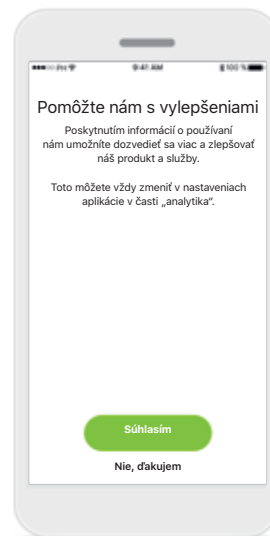 9:41 AM
100 %
Pomôžte nám s vylepšeniami
Poskytnutím informácií o používaní
nám umožníte dozvedieť sa viac a zlepšovať
náš produkt a služby.
Toto môžete vždy zmeniť v nastaveniach
aplikácie v časti „analytika“.
Súhlasím
Nie, ďakujem